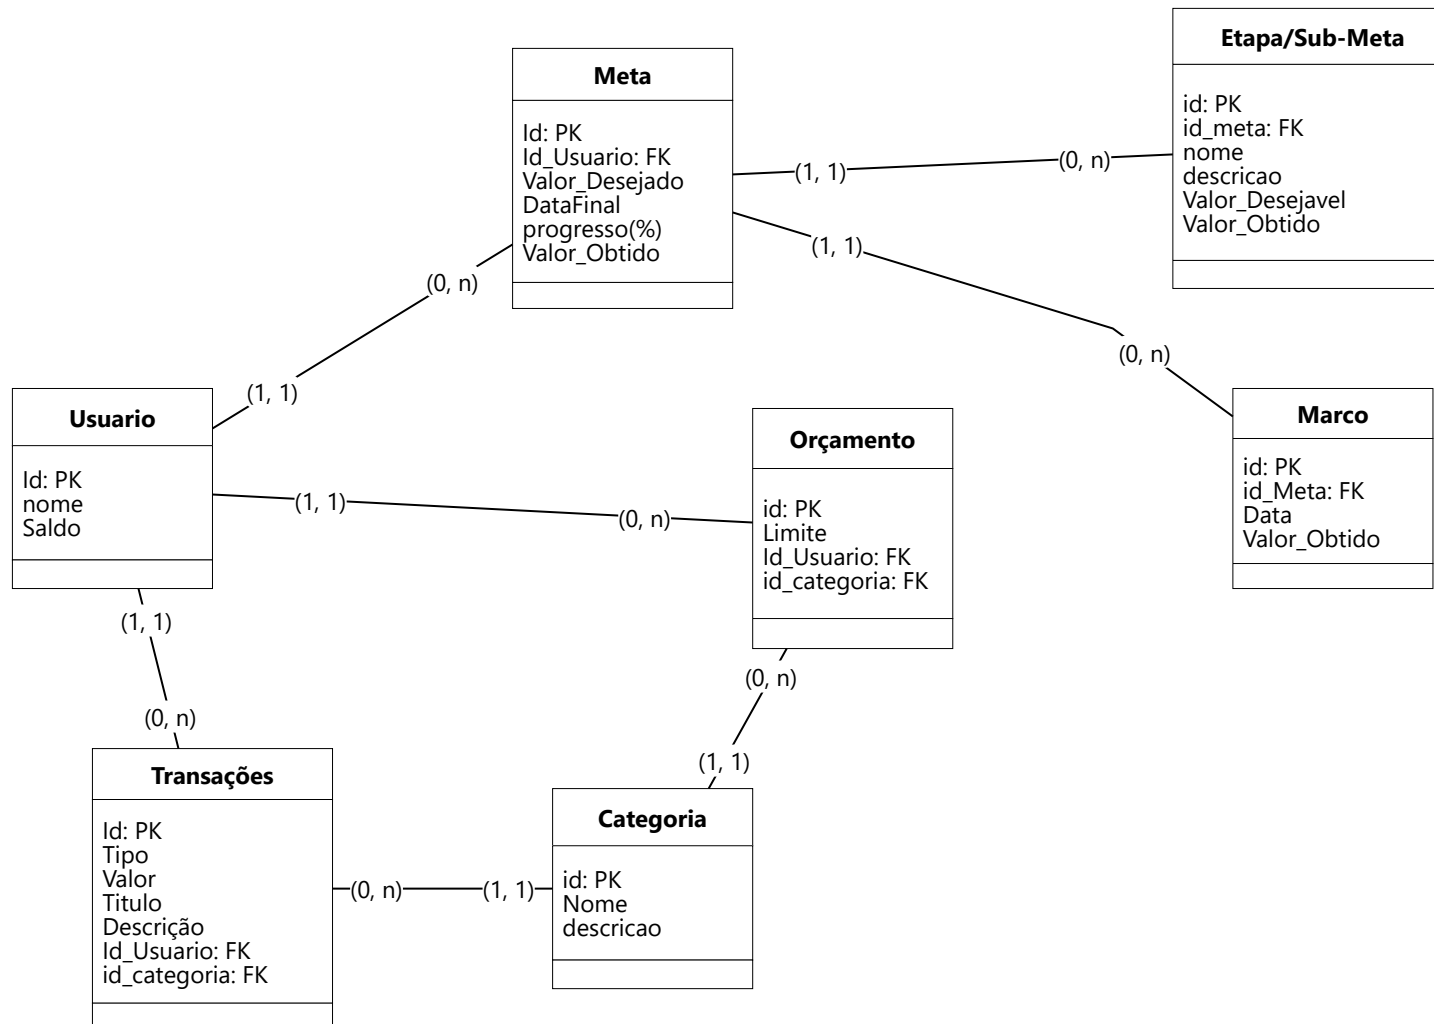 Etapa/Sub-Meta
id: PK
id_meta: FK
nome
descricao
Valor_Desejavel
Valor_Obtido
Meta
Id: PK
Id_Usuario: FK
Valor_Desejado
DataFinal
progresso(%)
Valor_Obtido
(1, 1)
(0, n)
(1, 1)
(0, n)
(0, n)
(1, 1)
Usuario
Id: PK
nome
Saldo
Orçamento
id: PK
Limite
Id_Usuario: FK
id_categoria: FK
Marco
id: PK
id_Meta: FK
Data
Valor_Obtido
(1, 1)
(0, n)
(1, 1)
(0, n)
(0, n)
(1, 1)
Transações
Id: PK
Tipo
Valor
Titulo
Descrição
Id_Usuario: FK
id_categoria: FK
(0, n)
(1, 1)
Categoria
id: PK
Nome
descricao